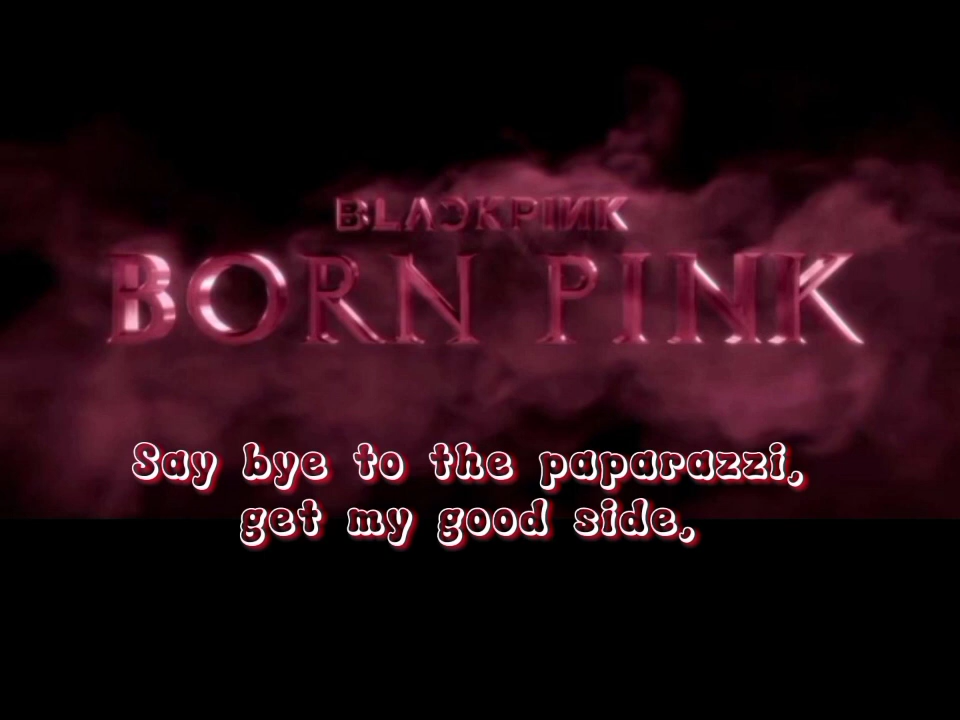 BLACKPINK
BORN PINK
Say bye to the paparazzi,
get my good side,